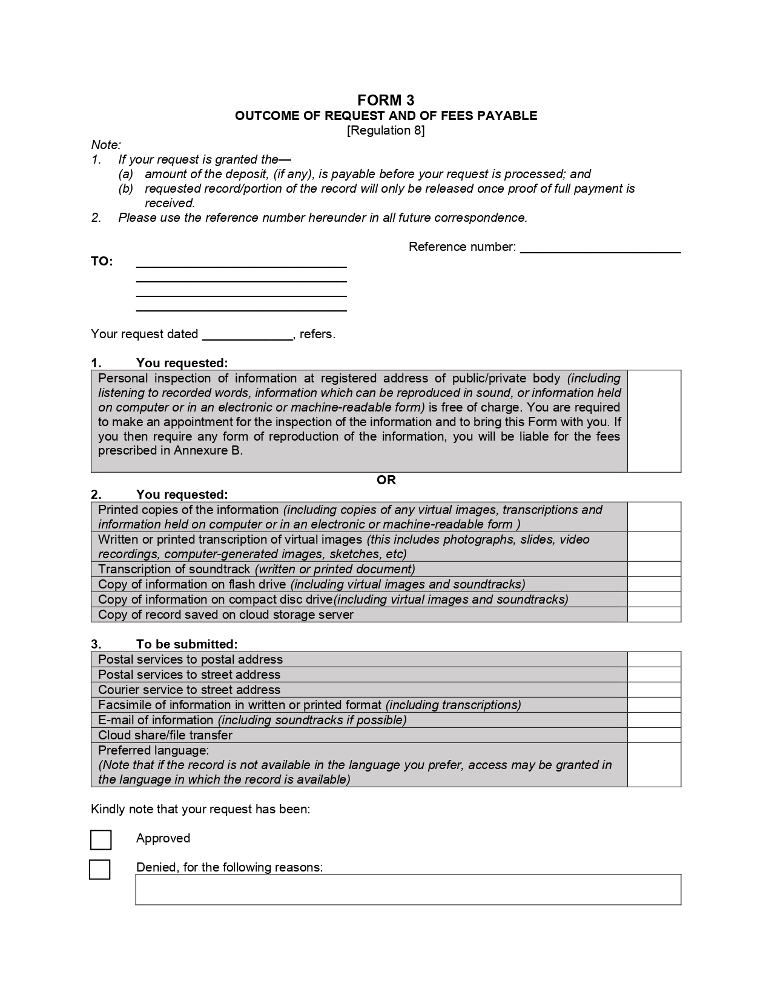 FORM 3
OUTCOME OF REQUEST AND OF FEES PAYABLE
[Regulation 8]
Note:
1. If your request is granted the—
(a) amount of the deposit, (if any), is payable before your request is processed; and
(b) requested record/portion of the record will only be released once proof of full payment is
received.
2. Please use the reference number hereunder in all future correspondence.
Reference number: _______________________
TO: ______________________________
______________________________
______________________________
______________________________
Your request dated _____________, refers.
1. You requested:
Personal inspection of information at registered address of public/private body (including
listening to recorded words, information which can be reproduced in sound, or information held
on computer or in an electronic or machine-readable form) is free of charge. You are required
to make an appointment for the inspection of the information and to bring this Form with you. If
you then require any form of reproduction of the information, you will be liable for the fees
prescribed in Annexure B.
OR
2. You requested:
Printed copies of the information (including copies of any virtual images, transcriptions and
information held on computer or in an electronic or machine-readable form )
Written or printed transcription of virtual images (this includes photographs, slides, video
recordings, computer-generated images, sketches, etc)
Transcription of soundtrack (written or printed document)
Copy of information on flash drive (including virtual images and soundtracks)
Copy of information on compact disc drive(including virtual images and soundtracks)
Copy of record saved on cloud storage server
3. To be submitted:
Postal services to postal address
Postal services to street address
Courier service to street address
Facsimile of information in written or printed format (including transcriptions)
E-mail of information (including soundtracks if possible)
Cloud share/file transfer
Preferred language:
(Note that if the record is not available in the language you prefer, access may be granted in
the language in which the record is available)
Kindly note that your request has been:
Approved
Denied, for the following reasons: